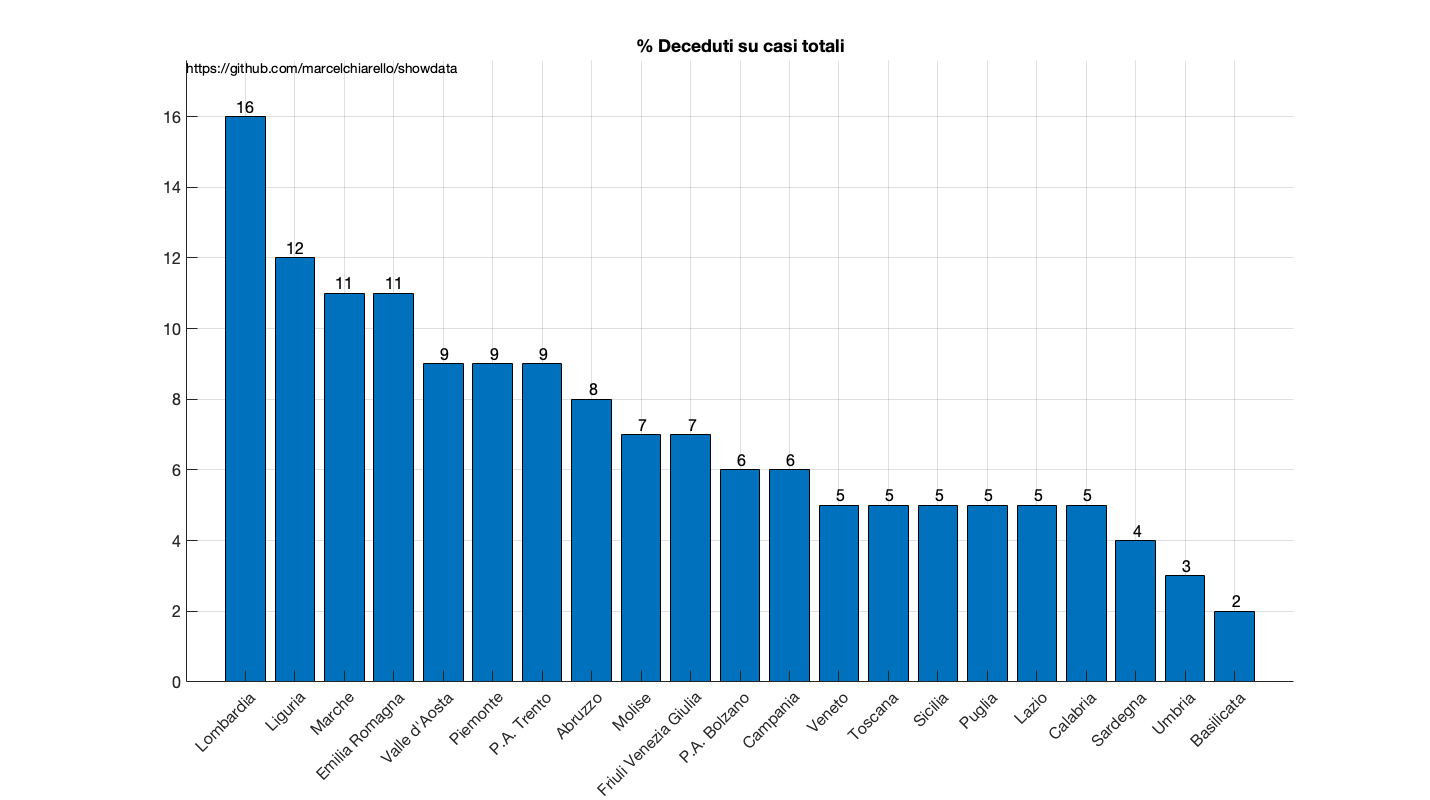 % Deceduti su casi totali
https://github.com/marcelchiarello/showdata
16
12
11
11
9
9
9
8
7
7
6
6
5
5
5
5
5
5
4
3
2
16
14
12
10
8
6
4
2
0
Lombardia
Liguria
Marche
Emilia Romagna
Valle d'Aosta
Piemonte
P.A. Trento
Abruzzo
Molise
Friuli Venezia Giulia
P.A. Bolzano
Campania
Veneto
Toscana
Sicilia
Puglia
Lazio
Calabria
Sardegna
Umbria
Basilicata